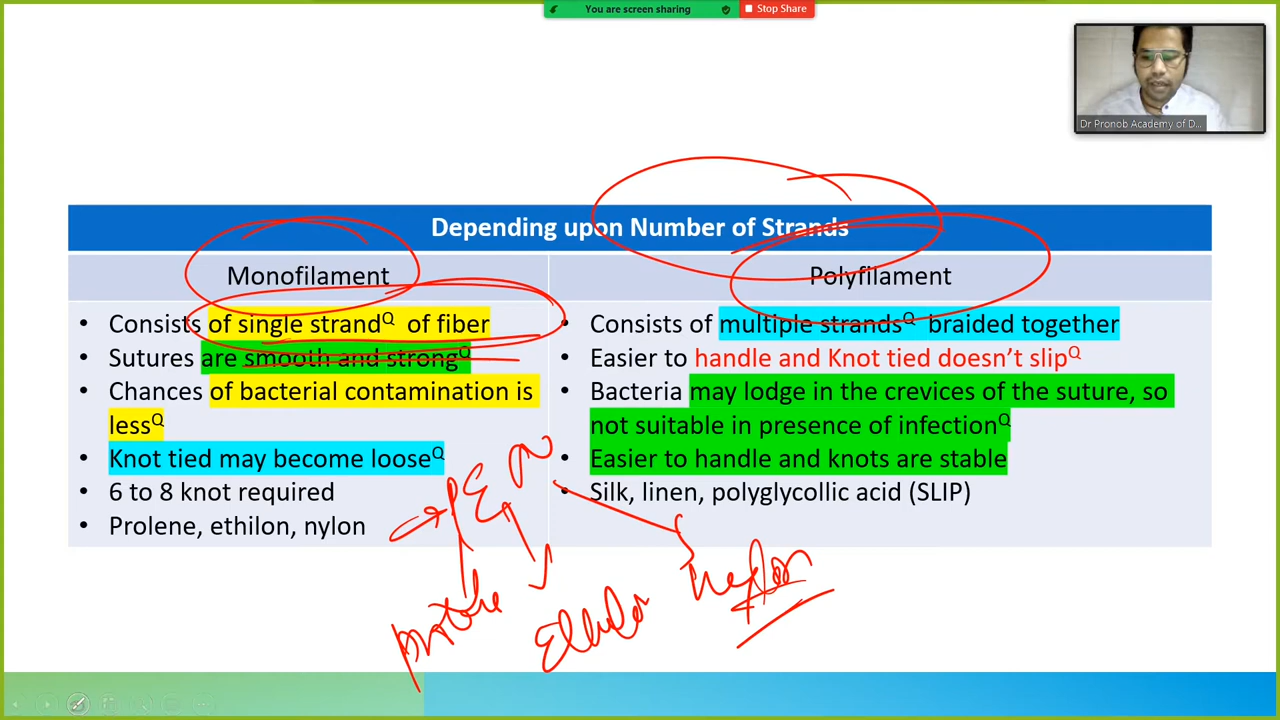 You are screen sharing Stop Share
Dr Pronob Academy of D...
Depending upon Number of Strands
Monofilament
Polyfilament
• Consists of single strandQ of fiber
• Sutures are smooth and strongQ
• Chances of bacterial contamination is
lessQ
• Knot tied may become looseQ
• 6 to 8 knot required
• Prolene, ethilon, nylon
• Consists of multiple strandsQ braided together
• Easier to handle and Knot tied doesn't slipQ
• Bacteria may lodge in the crevices of the suture, so
not suitable in presence of infectionQ
• Easier to handle and knots are stable
• Silk, linen, polyglycollic acid (SLIP)
PEN